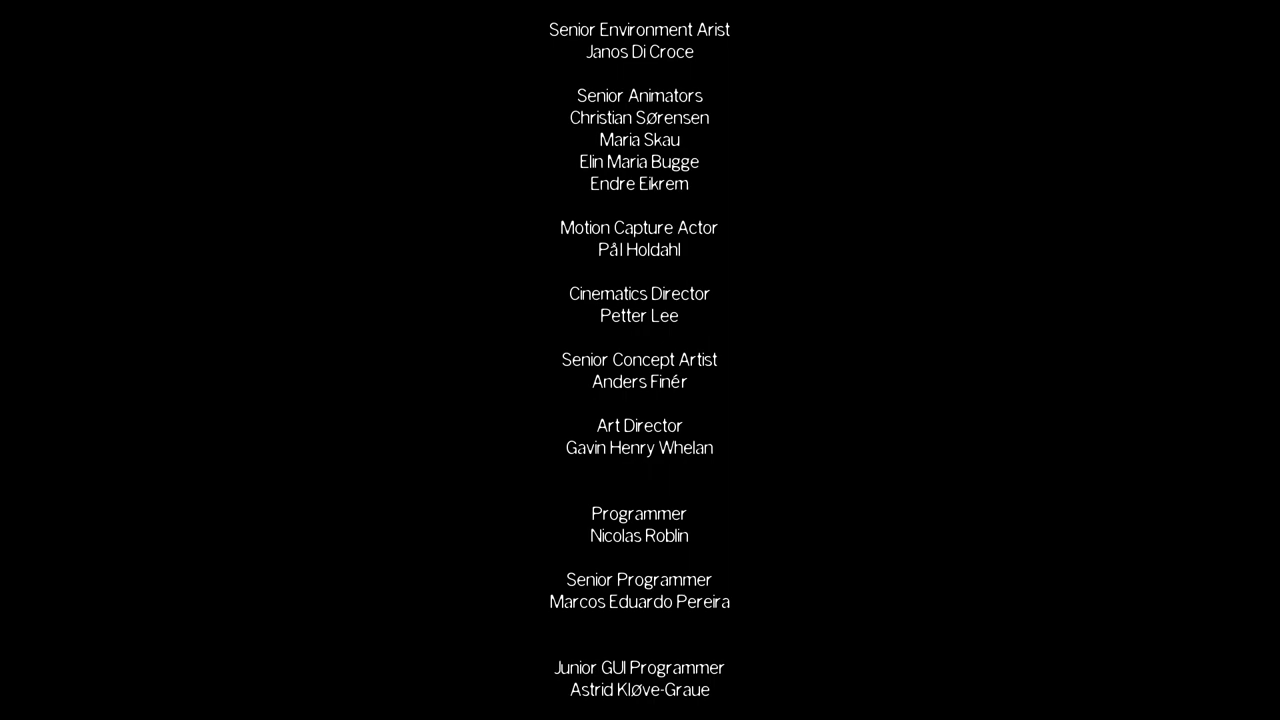 Senior Environment Arist
Janos Di Croce
Senior Animators
Christian Sørensen
Maria Skau
Elin Maria Bugge
Endre Eikrem
Motion Capture Actor
Pål Holdahl
Cinematics Director
Petter Lee
Senior Concept Artist
Anders Finér
Art Director
Gavin Henry Whelan
Programmer
Nicolas Roblin
Senior Programmer
Marcos Eduardo Pereira
Junior GUI Programmer
Astrid Kløve-Graue